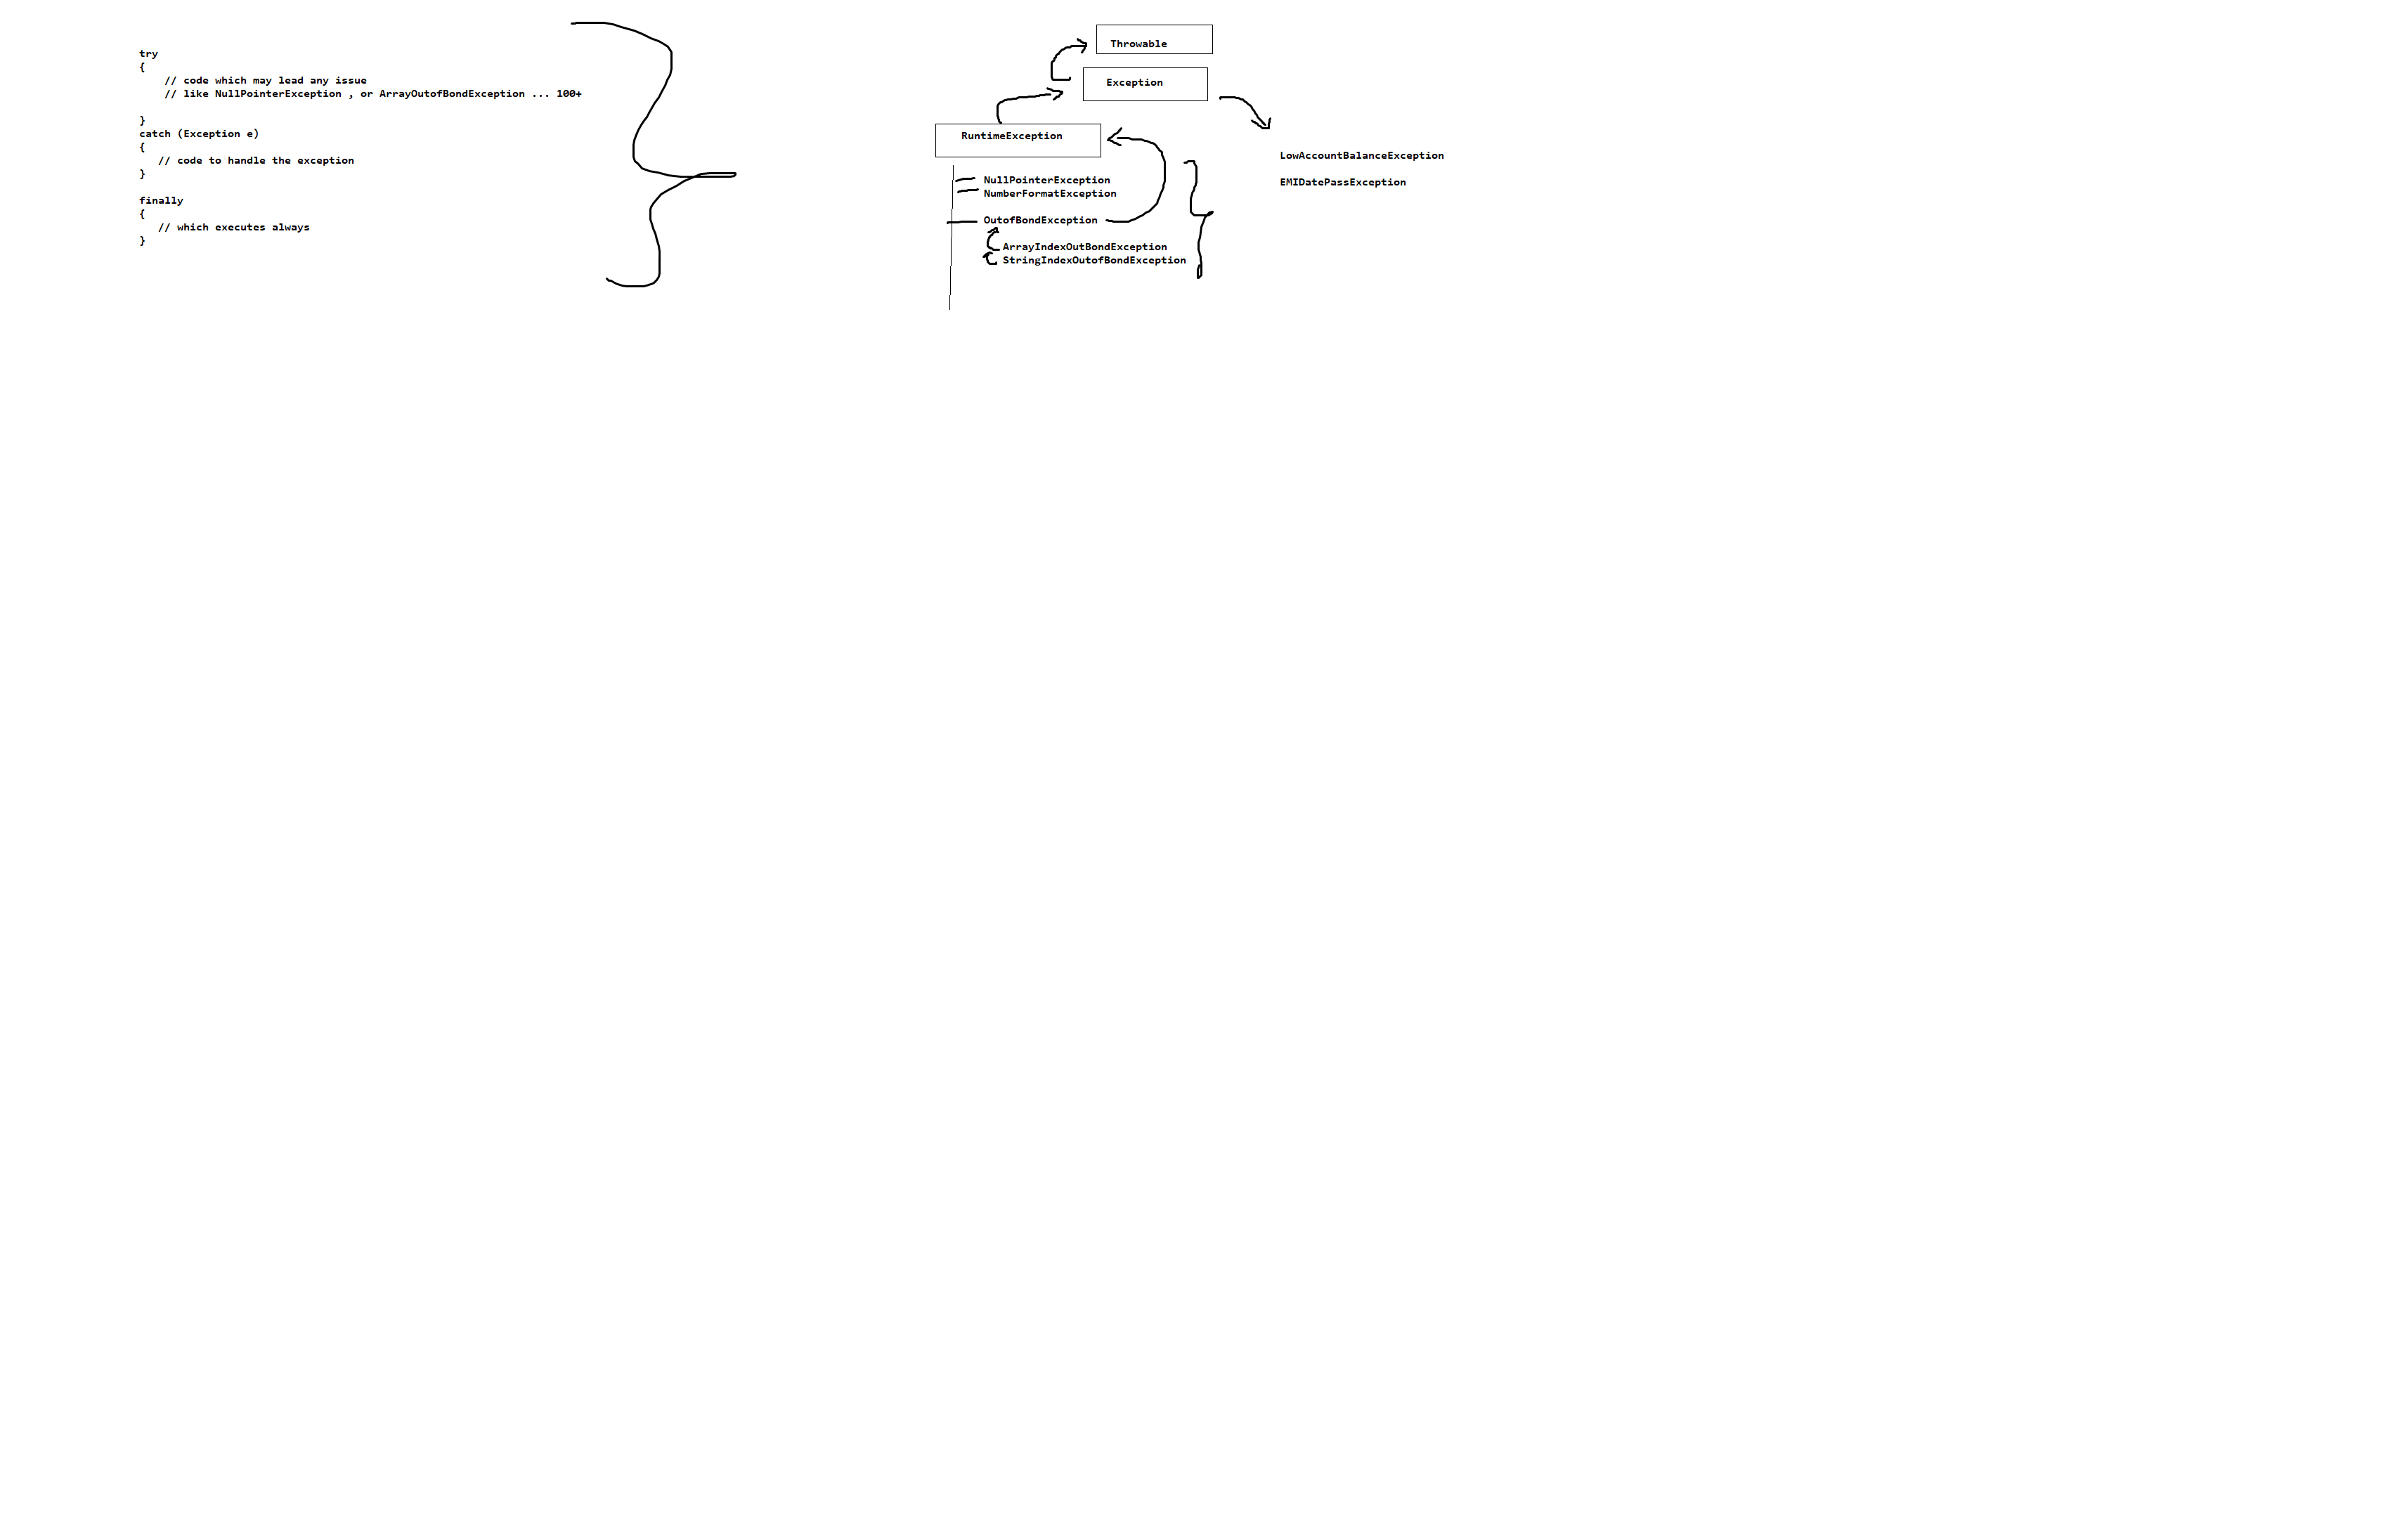 try
{
// code which may lead any issue
// like NullPointerException , or ArrayOutofBondException ... 100+
}
catch (Exception e)
{
// code to handle the exception
}
finally
{
// which executes always
}
Throwable
Exception
RuntimeException
NullPointerException
NumberFormatException
OutofBondException
ArrayIndexOutBondException
StringIndexOutofBondException
LowAccountBalanceException
EMIDatePassException